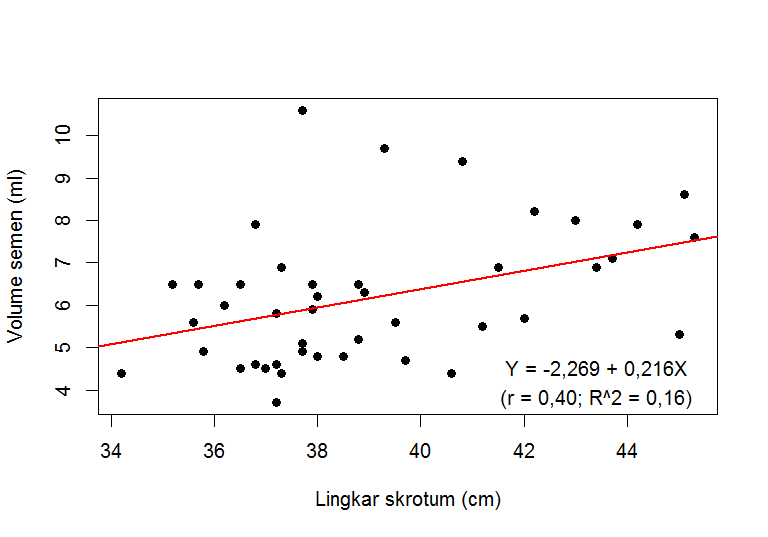 10
9
8
7
6
5
4
Volume semen (ml)
Y = -2,269 + 0,216X
(r = 0,40; R^2 = 0,16)
34 36 38 40 42 44
Lingkar skrotum (cm)